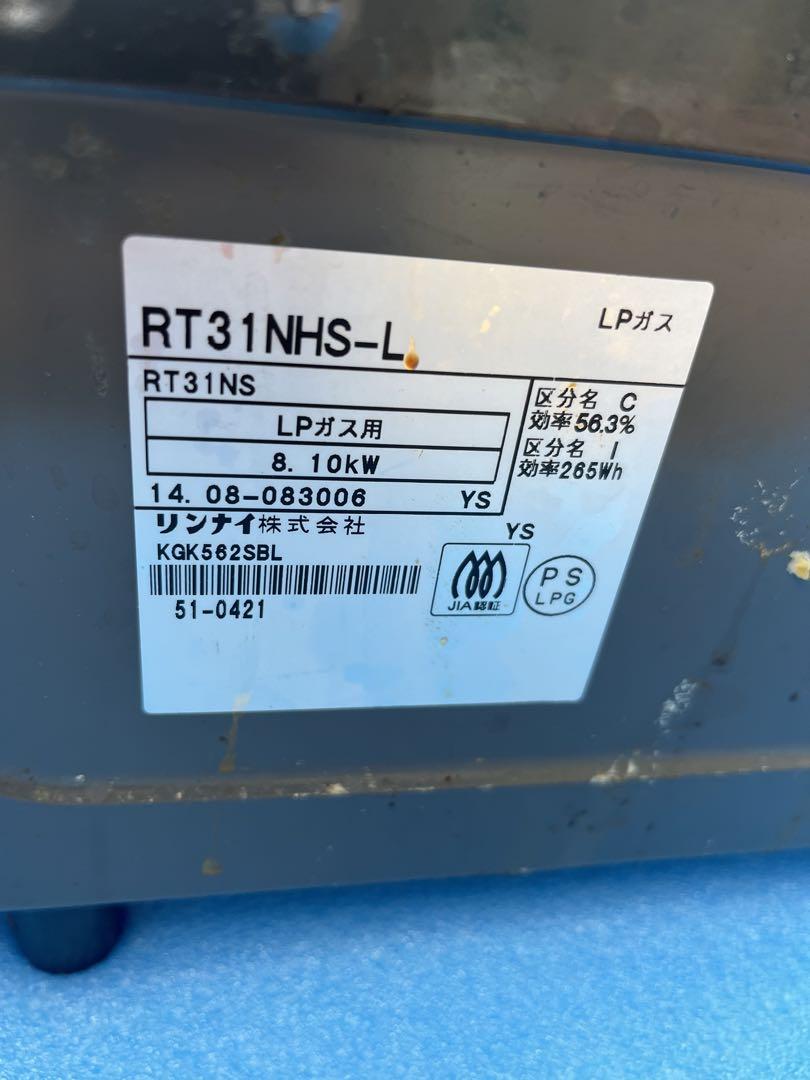 RT31NHS-L
LPガス
RT31NS
LPガス用
8.10kW
14.08-083006 YS
区分名 C
効率56.3%
区分名 I
効率265Wh
リンナイ株式会社
YS
KGK562SBL
51-0421
JIA認証
PS
LPG